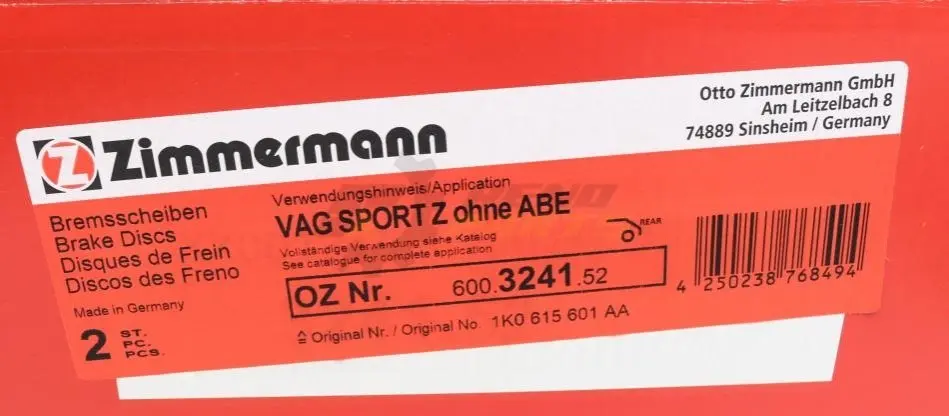 Zimmermann
Otto Zimmermann GmbH
Am Leitzelbach 8
74889 Sinsheim / Germany
Bremsscheiben
Brake Discs
Disques de Frein
Discos des Freno
Made in Germany
2 ST.
PC.
PCS.
Verwendungshinweis/Application
VAG SPORT Z ohne ABE
Vollständige Verwendung siehe Katalog
See catalogue for complete application
REAR
OZ Nr. 600.3241.52
≙ Original Nr. / Original No. 1K0 615 601 AA
4 250238 768494